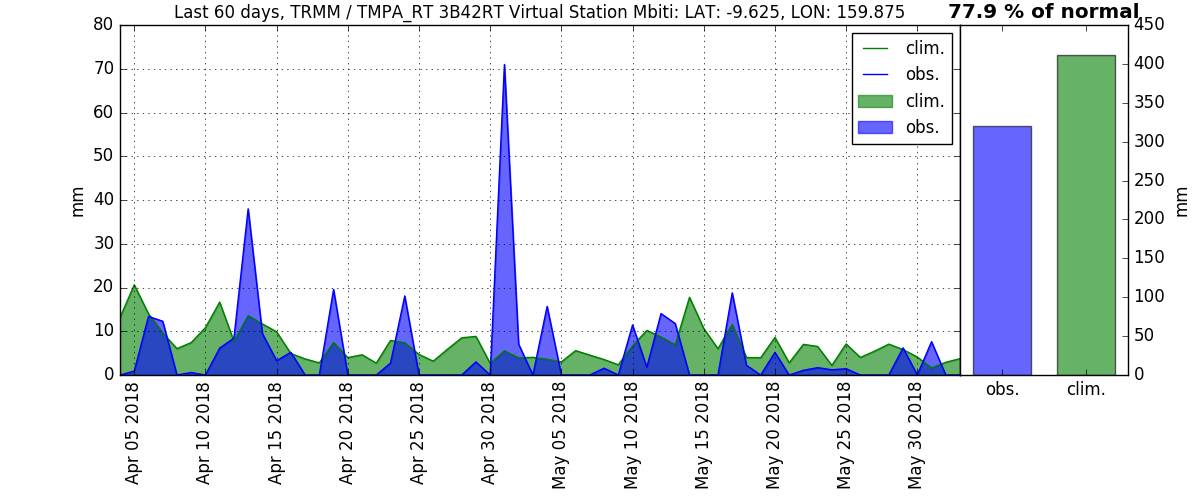 Last 60 days, TRMM / TMPA_RT 3B42RT Virtual Station Mbiti: LAT: -9.625, LON: 159.875
77.9 % of normal
80
70
60
50
40
30
20
10
0
mm
clim.
obs.
clim.
obs.
Apr 05 2018
Apr 10 2018
Apr 15 2018
Apr 20 2018
Apr 25 2018
Apr 30 2018
May 05 2018
May 10 2018
May 15 2018
May 20 2018
May 25 2018
May 30 2018
450
400
350
300
250
200
150
100
50
0
mm
obs.
clim.